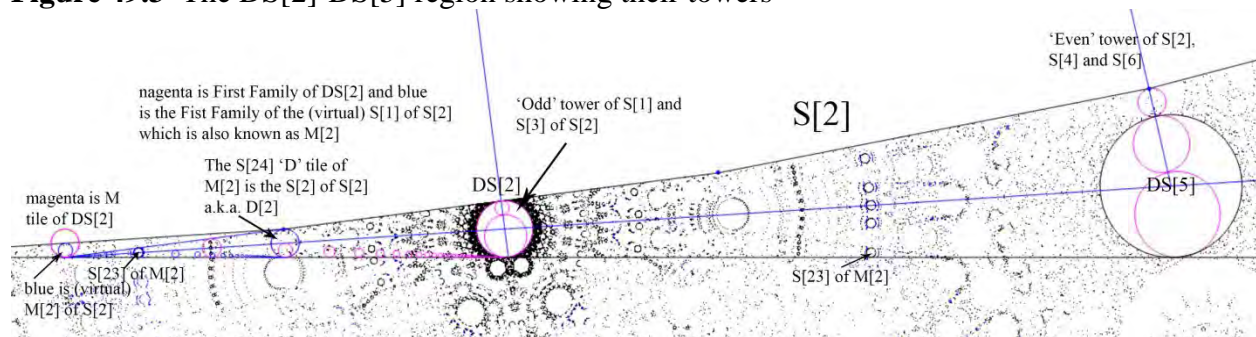 Figure 49.3 The DS[2]-DS[5] region showing their towers
'Even' tower of S[2],
S[4] and S[6]
nagenta is First Family of DS[2] and blue
is the Fist Family of the (virtual) S[1] of S[2]
which is also known as M[2]
'Odd' tower of S[1] and
S[3] of S[2]
S[2]
The S[24] 'D' tile of
M[2] is the S[2] of S[2]
a.k.a. D[2]
DS[2]
DS[5]
magenta is M
tile of DS[2]
S[23] of M[2]
S[23] of M[2]
blue is (virtual)
M[2] of S[2]